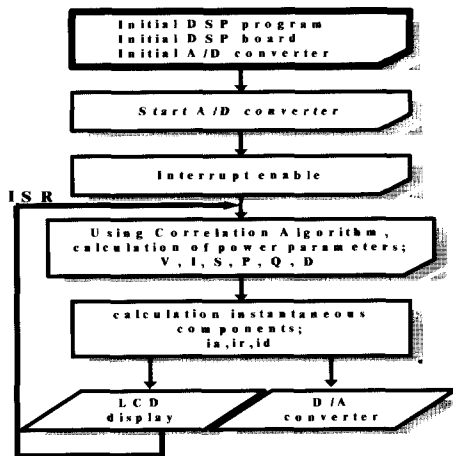 Initial DSP program
Initial DSP board
Initial A/D converter
Start A/D converter
Interrupt enable
ISR
Using Correlation Algorithm,
calculation of power parameters;
V, I, S, P, Q, D
calculation instantaneous
components;
ia,ir,id
LCD
display
D/A
converter